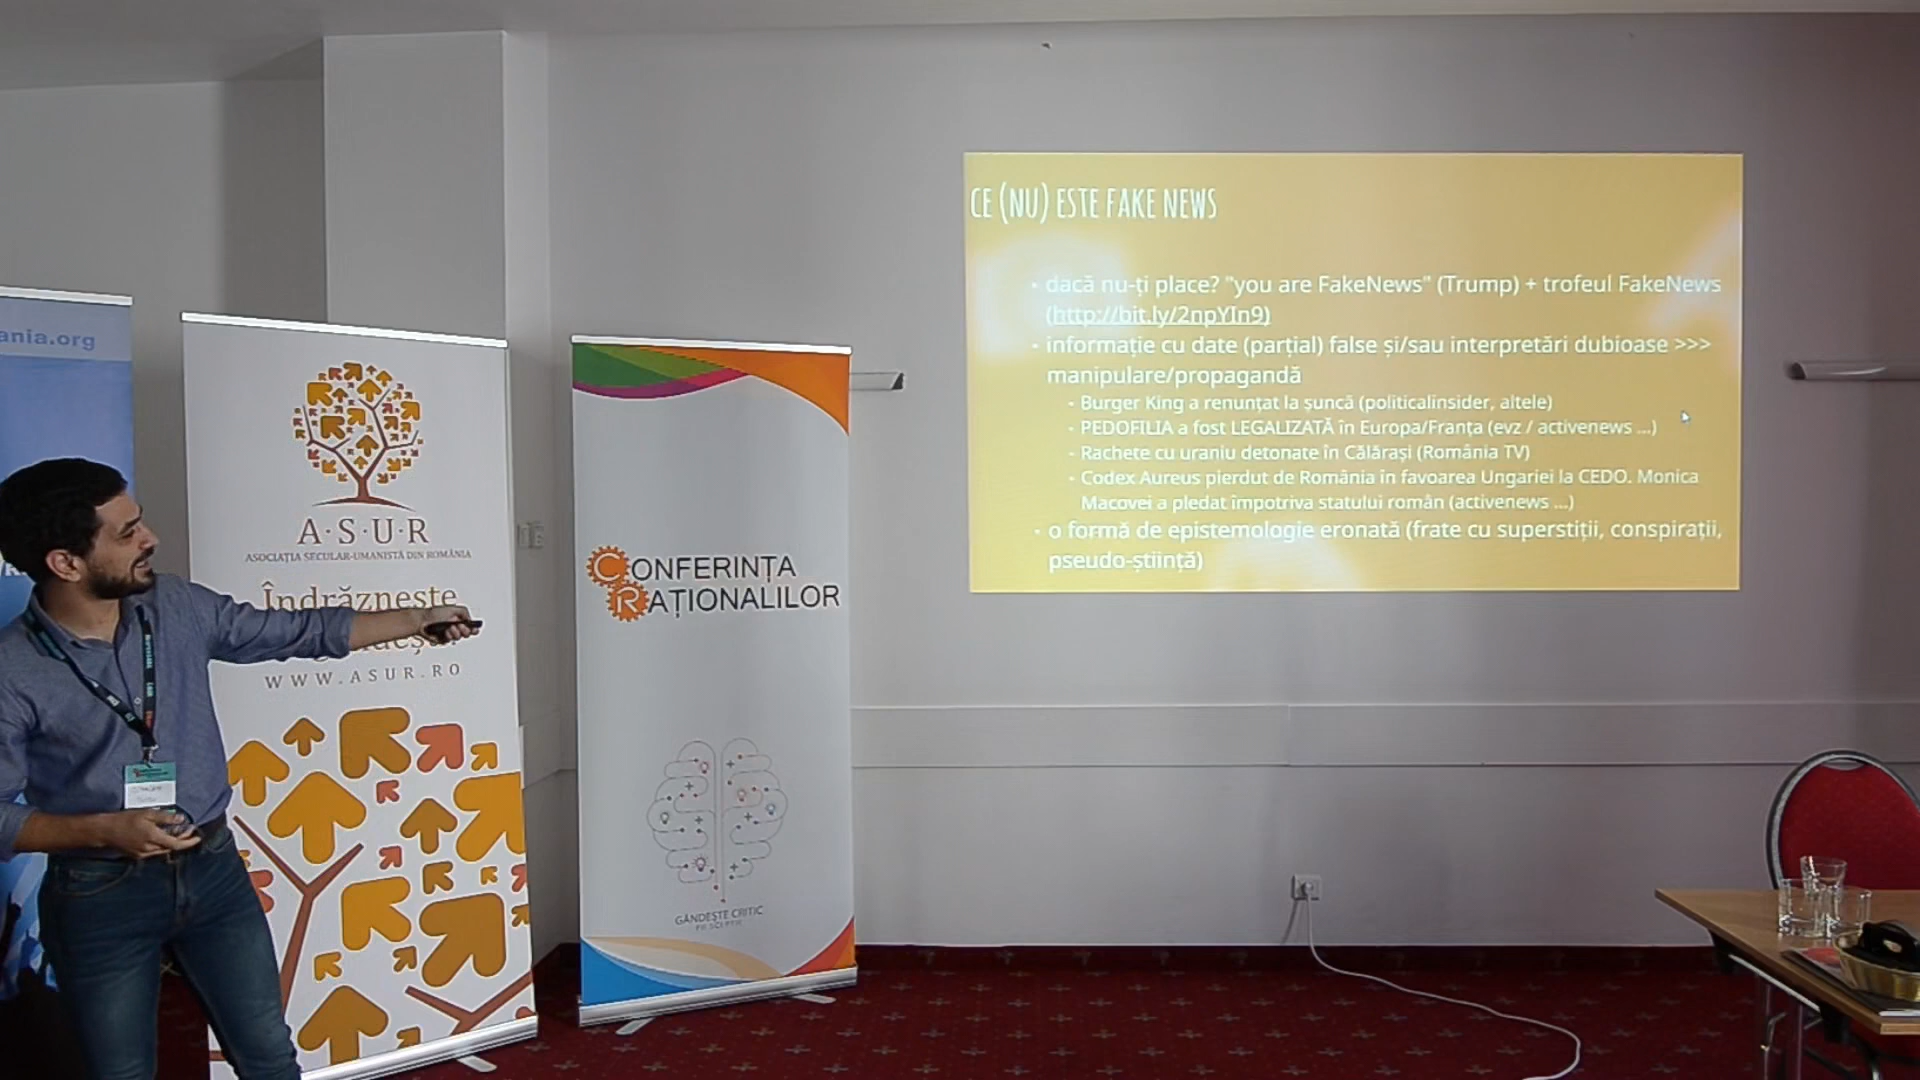 ania.org
A·S·U·R
ASOCIAȚIA SECULAR-UMANISTĂ DIN ROMÂNIA
Îndrăznește
WWW.ASUR.RO
CONFERINȚA
RAȚIONALILOR
GÂNDEȘTE CRITIC
FII SCEPTIC
CE (NU) ESTE FAKE NEWS
• dacă nu-ți place? "you are FakeNews" (Trump) + trofeul FakeNews
(http://bit.ly/2npYIn9)
• informație cu date (parțial) false și/sau interpretări dubioase >>>
manipulare/propagandă
• Burger King a renunțat la șuncă (politicalinsider, altele)
• PEDOFILIA a fost LEGALIZATĂ în Europa/Franța (evz / activenews ...)
• Rachete cu uraniu detonate în Călărași (România TV)
• Codex Aureus pierdut de România în favoarea Ungariei la CEDO. Monica
Macovei a pledat împotriva statului român (activenews ...)
• o formă de epistemologie eronată (frate cu superstiții, conspirații,
pseudo-știință)